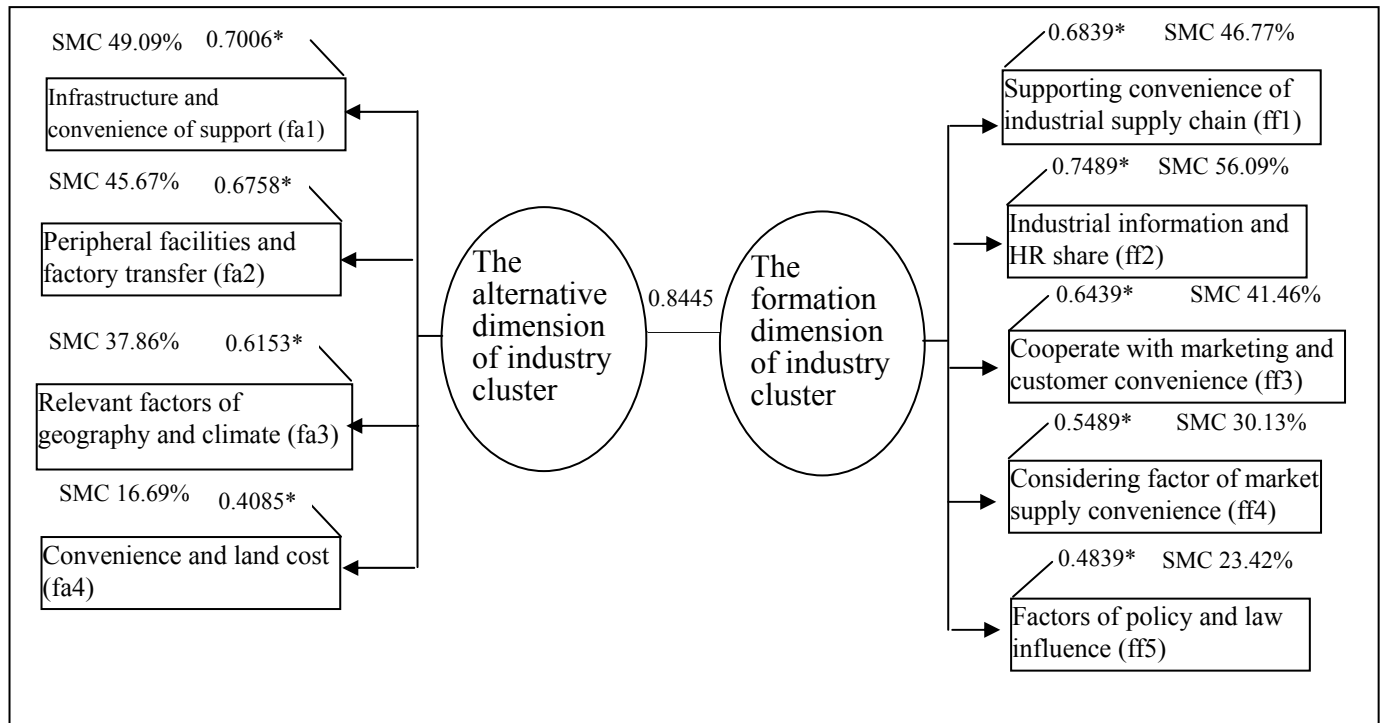 SMC 49.09% 0.7006*
Infrastructure and
convenience of support (fa1)
SMC 45.67% 0.6758*
Peripheral facilities and
factory transfer (fa2)
SMC 37.86% 0.6153*
Relevant factors of
geography and climate (fa3)
SMC 16.69% 0.4085*
Convenience and land cost
(fa4)
The
alternative
dimension
of industry
cluster
0.8445
The
formation
dimension
of industry
cluster
0.6839* SMC 46.77%
Supporting convenience of
industrial supply chain (ff1)
0.7489* SMC 56.09%
Industrial information and
HR share (ff2)
0.6439* SMC 41.46%
Cooperate with marketing and
customer convenience (ff3)
0.5489* SMC 30.13%
Considering factor of market
supply convenience (ff4)
0.4839* SMC 23.42%
Factors of policy and law
influence (ff5)